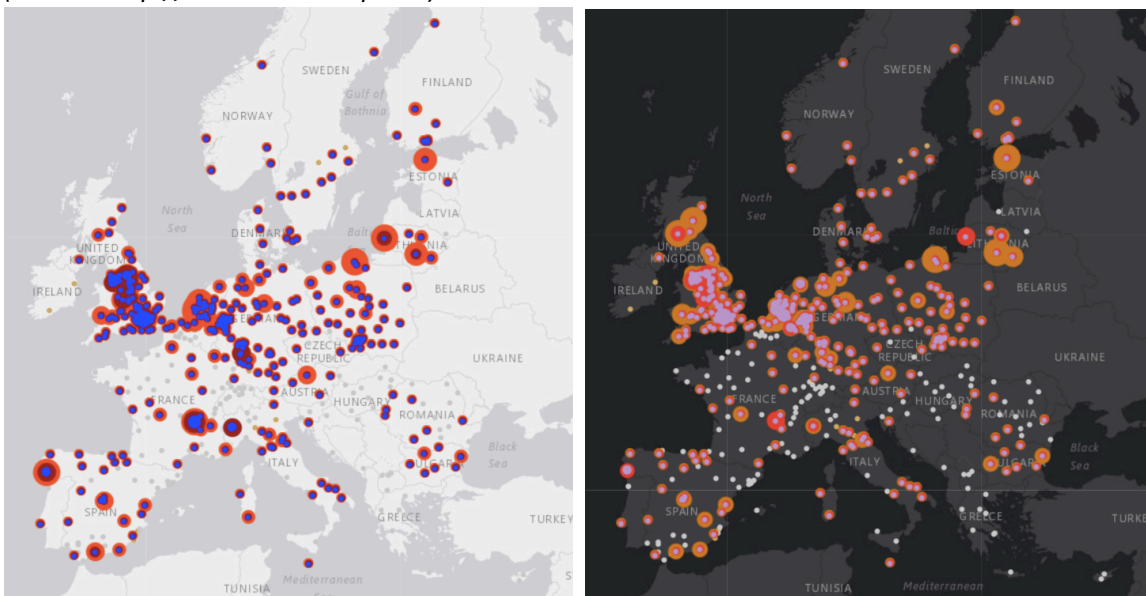 SWEDEN
FINLAND
Gulf of
Bothnia
NORWAY
ESTONIA
LATVIA
North
Sea
UNITED
KINGDOM
IRELAND
BELARUS
CZECH
REPUBLIC
UKRAINE
AUSTRIA
FRANCE
HUNGARY
ROMANIA
Black
Sea
ITALY
SPAIN
GREECE
TURKEY
TUNISIA
Mediterranean
SWEDEN
FINLAND
NORWAY
ESTONIA
North
Sea
LATVIA
Baltic
UNITED
KINGDOM
IRELAND
BELARUS
CZECH
REPUBLIC
UKRAINE
AUSTRIA
FRANCE
HUNGARY
ROMANIA
Black
Sea
ITALY
SPAIN
GREECE
TURKE
TUNISIA
Mediterranean